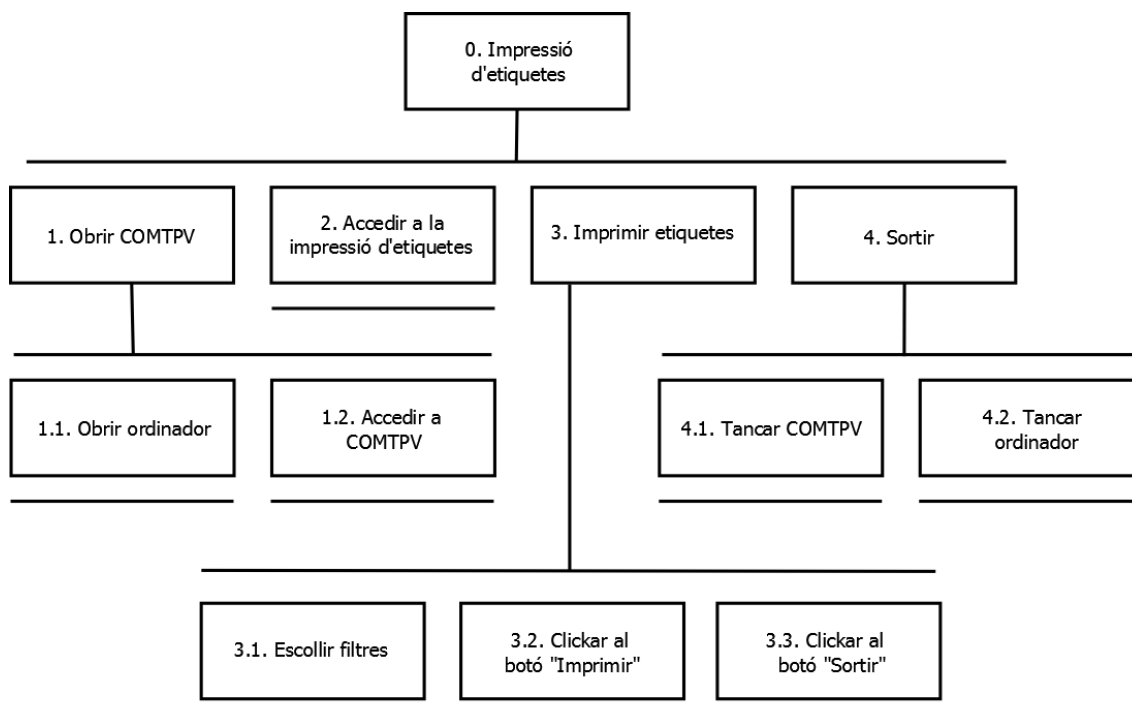 0. Impressió
d'etiquetes
1. Obrir COMTPV
2. Accedir a la
impressió d'etiquetes
3. Imprimir etiquetes
4. Sortir
1.1. Obrir ordinador
1.2. Accedir a
COMTPV
4.1. Tancar COMTPV
4.2. Tancar
ordinador
3.1. Escollir filtres
3.2. Clickar al
botó "Imprimir"
3.3. Clickar al
botó "Sortir"